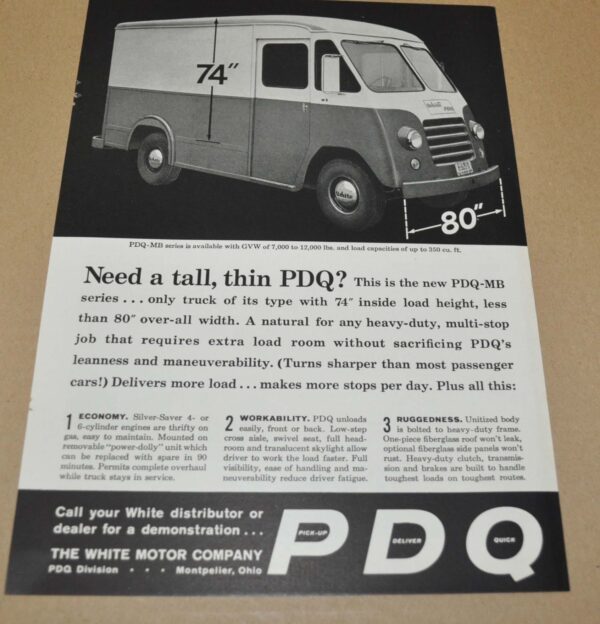 74"
White
PDQ
White
White
80"
PDQ-MB series is available with GVW of 7,000 to 12,000 lbs. and load capacities of up to 350 cu. ft.
Need a tall, thin PDQ? This is the new PDQ-MB
series ... only truck of its type with 74" inside load height, less
than 80" over-all width. A natural for any heavy-duty, multi-stop
job that requires extra load room without sacrificing PDQ's
leanness and maneuverability. (Turns sharper than most passenger
cars!) Delivers more load ... makes more stops per day. Plus all this:
1 ECONOMY. Silver-Saver 4- or
6-cylinder engines are thrifty on
gas, easy to maintain. Mounted on
removable "power-dolly" unit which
can be replaced with spare in 90
minutes. Permits complete overhaul
while truck stays in service.
2 WORKABILITY. PDQ unloads
easily, front or back. Low-step
cross aisle, swivel seat, full head-
room and translucent skylight allow
driver to work the load faster. Full
visibility, ease of handling and ma-
neuverability reduce driver fatigue.
3 RUGGEDNESS. Unitized body
is bolted to heavy-duty frame.
One-piece fiberglass roof won't leak,
optional fiberglass side panels won't
rust. Heavy-duty clutch, transmis-
sion and brakes are built to handle
toughest loads on toughest routes.
Call your White distributor or
dealer for a demonstration ...
THE WHITE MOTOR COMPANY
PDQ Division • • • Montpelier, Ohio
PDQ
PICK-UP DELIVER QUICK